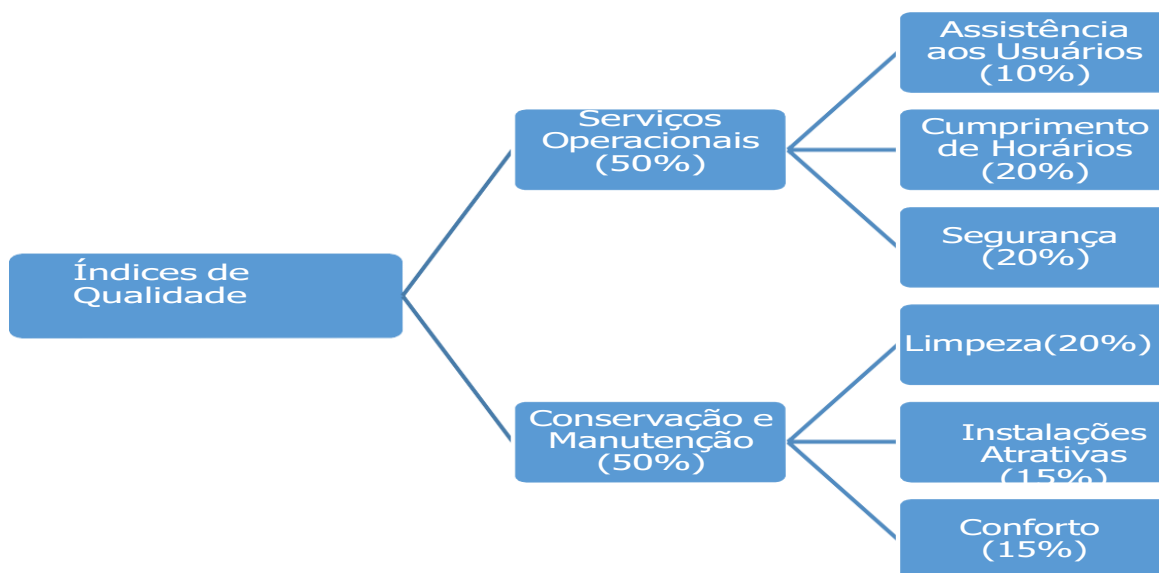 Índices de
Qualidade
Serviços
Operacionais
(50%)
Assistência
aos Usuários
(10%)
Cumprimento
de Horários
(20%)
Segurança
(20%)
Conservação e
Manutenção
(50%)
Limpeza(20%)
Instalações
Atrativas
(15%)
Conforto
(15%)